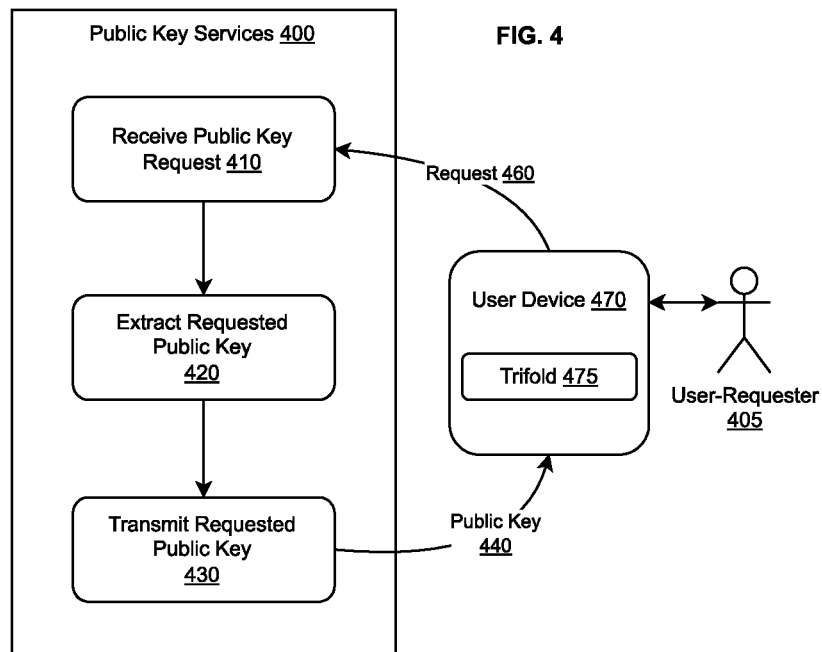 Public Key Services 400
FIG. 4
Receive Public Key
Request 410
Request 460
User Device 470
Extract Requested
Public Key
420
Trifold 475
User-Requester
405
Transmit Requested
Public Key
430
Public Key
440